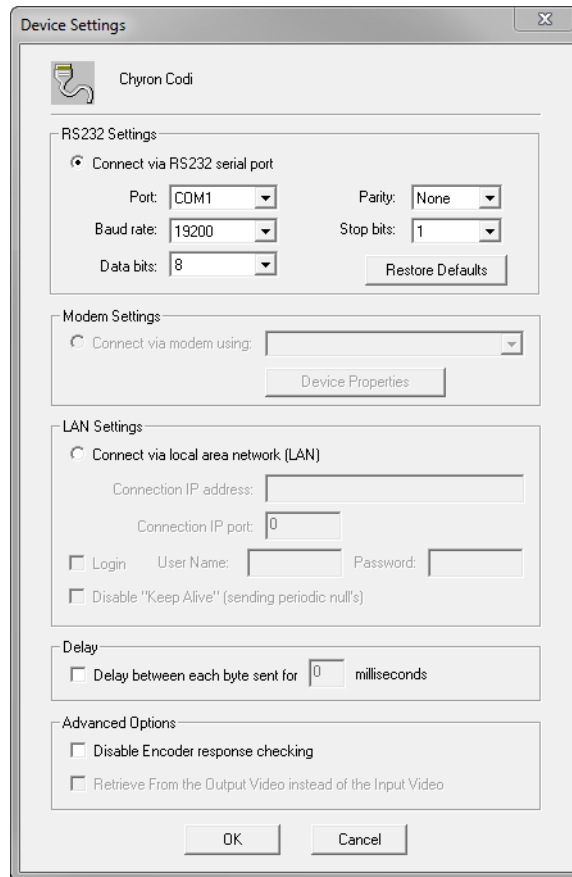 Device Settings
Chyron Codi
RS232 Settings
Connect via RS232 serial port
Port: COM1 Parity: None
Baud rate: 19200 Stop bits: 1
Data bits: 8 Restore Defaults
Modem Settings
Connect via modem using:
Device Properties
LAN Settings
Connect via local area network (LAN)
Connection IP address:
Connection IP port: 0
Login User Name: Password:
Disable "Keep Alive" (sending periodic null's)
Delay
Delay between each byte sent for 0 milliseconds
Advanced Options
Disable Encoder response checking
Retrieve From the Output Video instead of the Input Video
OK Cancel